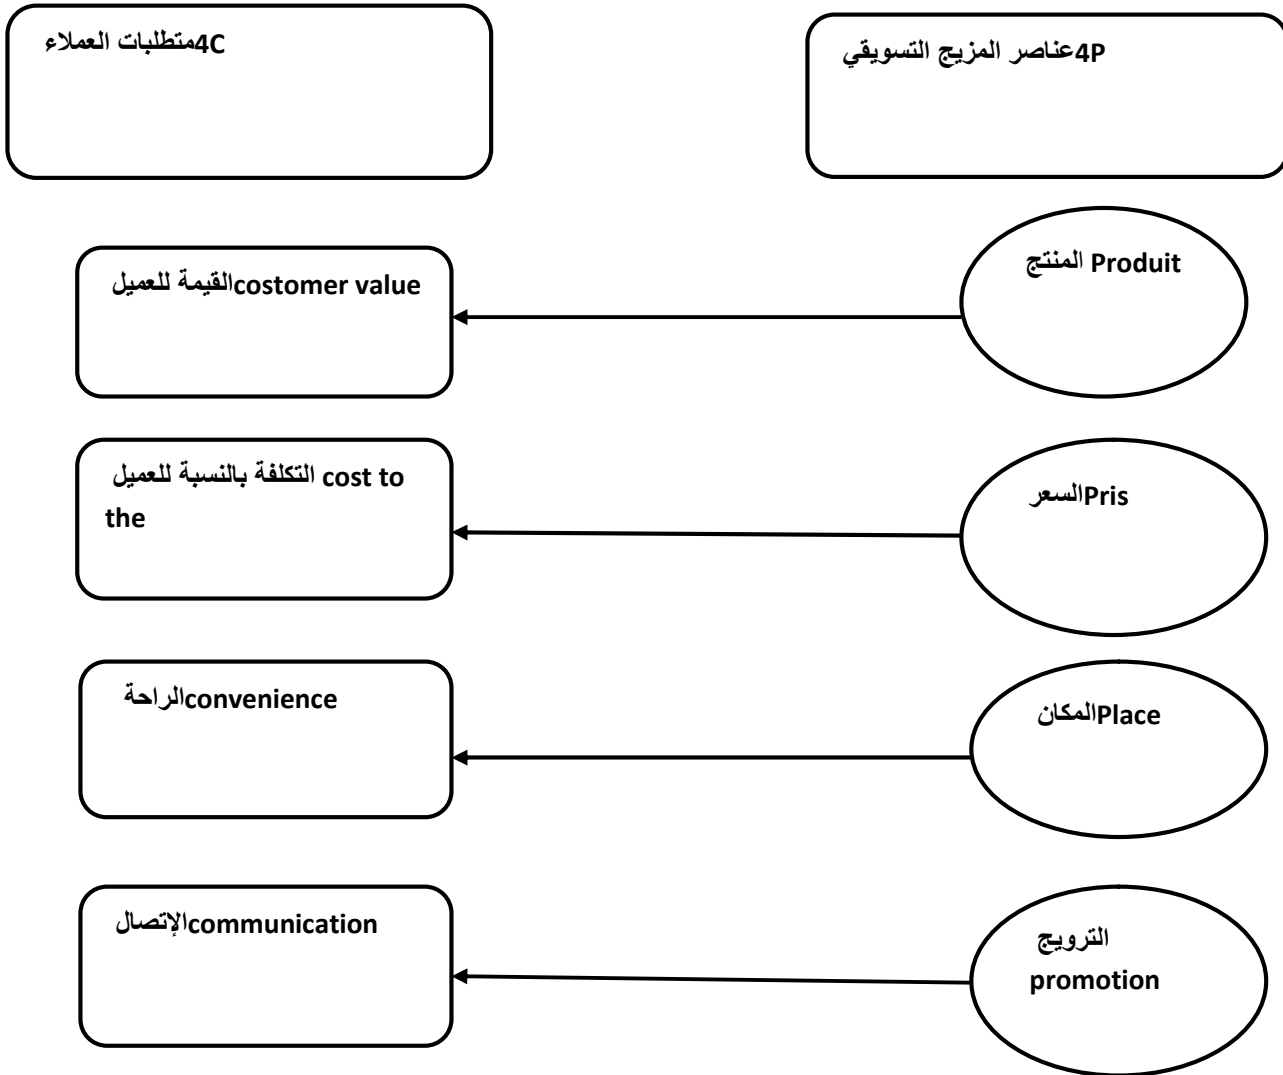 4Pعناصر المزيج التسويقي
4Cمتطلبات العملاء
المنتج Produit
costomer valueالقيمة للعميل
Prisالسعر
التكلفة بالنسبة للعميل cost to
the
Placeالمكان
convenienceالراحة
الترويج
promotion
communicationالإتصال